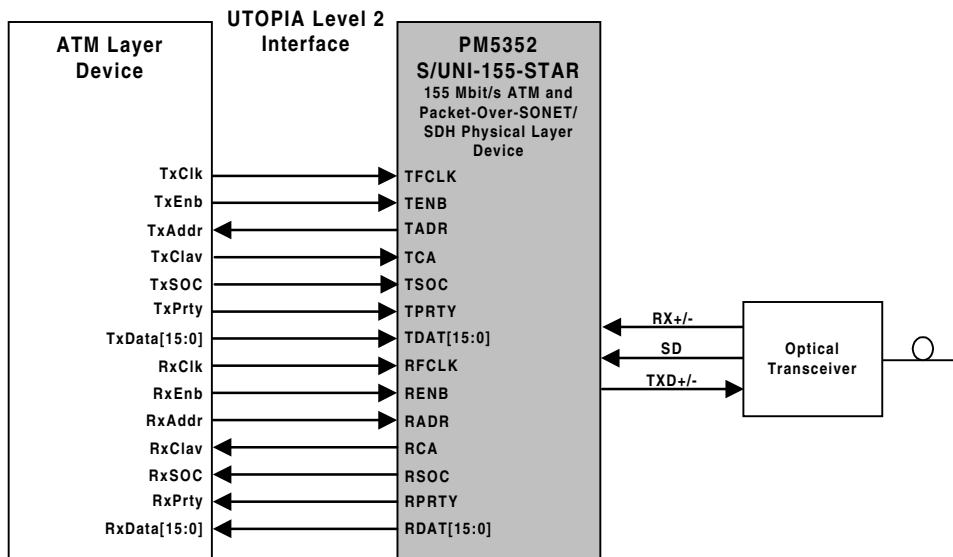 UTOPIA Level 2
Interface
ATM Layer
Device
PM5352
S/UNI-155-STAR
155 Mbit/s ATM and
Packet-Over-SONET/
SDH Physical Layer
Device
TxClk TFCLK
TxEnb TENB
TxAddr TADR
TxClav TCA
TxSOC TSOC
TxPrty TPRTY
TxData[15:0] TDAT[15:0]
RxClk RFCLK
RxEnb RENB
RxAddr RADR
RxClav RCA
RxSOC RSOC
RxPrty RPRTY
RxData[15:0] RDAT[15:0]
RX+/-
SD
TXD+/-
Optical
Transceiver